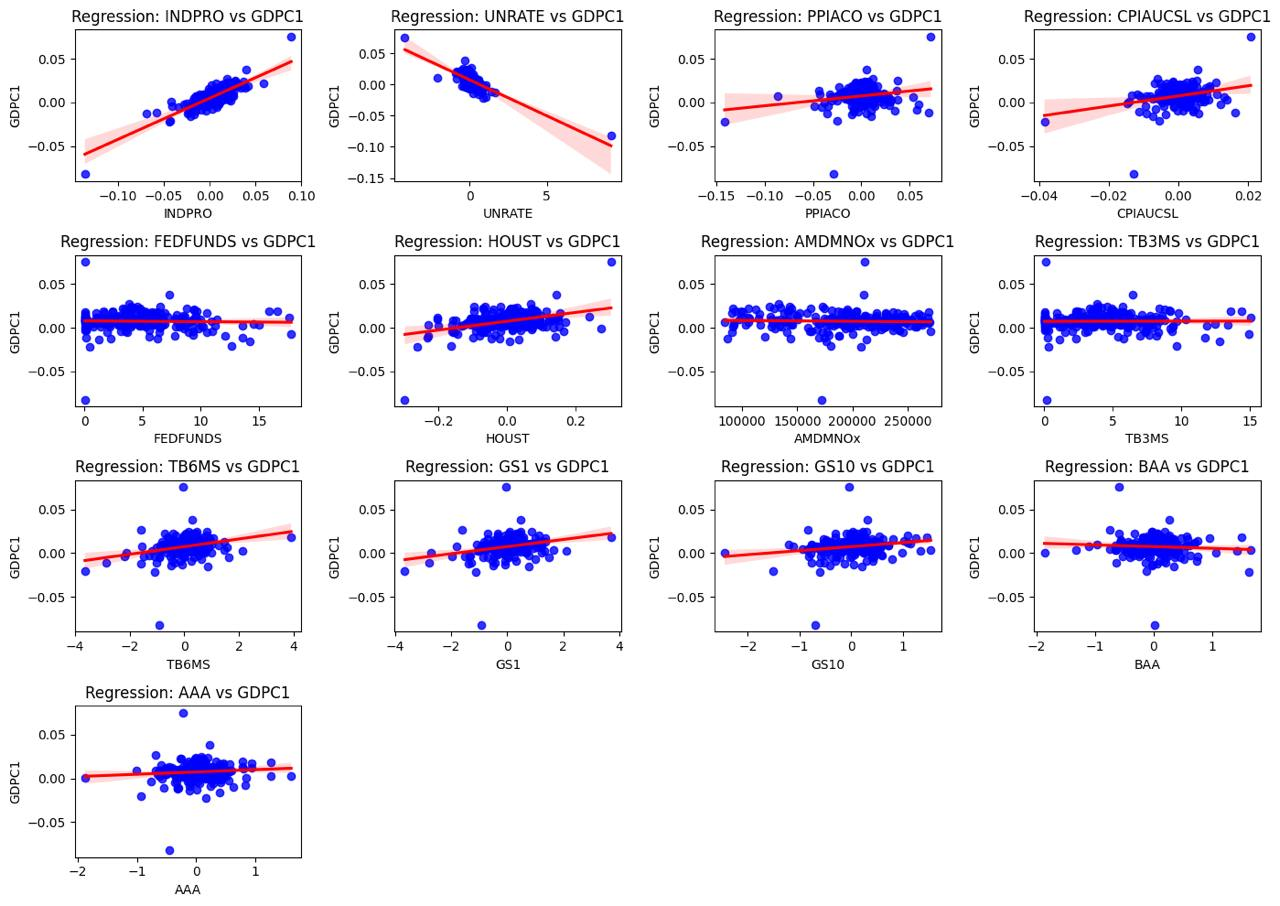 Regression: INDPRO vs GDPC1
GDPC1
0.05
0.00
−0.05
−0.10
−0.05
0.00
0.05
0.10
INDPRO
Regression: UNRATE vs GDPC1
GDPC1
0.05
0.00
−0.05
−0.10
−0.15
0
5
UNRATE
Regression: PPIACO vs GDPC1
GDPC1
0.05
0.00
−0.05
−0.15
−0.10
−0.05
0.00
0.05
PPIACO
Regression: CPIAUCSL vs GDPC1
GDPC1
0.05
0.00
−0.05
−0.04
−0.02
0.00
0.02
CPIAUCSL
Regression: FEDFUNDS vs GDPC1
GDPC1
0.05
0.00
−0.05
0
5
10
15
FEDFUNDS
Regression: HOUST vs GDPC1
GDPC1
0.05
0.00
−0.05
−0.2
0.0
0.2
HOUST
Regression: AMDMNOx vs GDPC1
GDPC1
0.05
0.00
−0.05
100000
150000
200000
250000
AMDMNOx
Regression: TB3MS vs GDPC1
GDPC1
0.05
0.00
−0.05
0
5
10
15
TB3MS
Regression: TB6MS vs GDPC1
GDPC1
0.05
0.00
−0.05
−4
−2
0
2
4
TB6MS
Regression: GS1 vs GDPC1
GDPC1
0.05
0.00
−0.05
−4
−2
0
2
4
GS1
Regression: GS10 vs GDPC1
GDPC1
0.05
0.00
−0.05
−2
−1
0
1
GS10
Regression: BAA vs GDPC1
GDPC1
0.05
0.00
−0.05
−2
−1
0
1
BAA
Regression: AAA vs GDPC1
GDPC1
0.05
0.00
−0.05
−2
−1
0
1
AAA